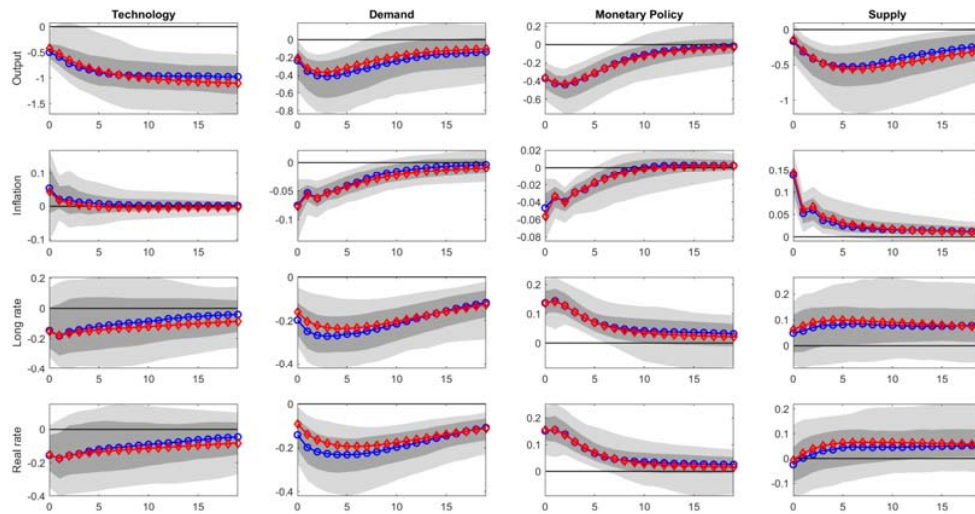 Technology Demand Monetary Policy Supply
Output
0 -0.5 -1 -1.5
0 5 10 15
0 -0.2 -0.4 -0.6 -0.8
0 5 10 15
0.2 0 -0.2 -0.4 -0.6
0 5 10 15
0 -0.5 -1
0 5 10 15
Inflation
0.1 0 -0.1
0 5 10 15
0 -0.05 -0.1
0 5 10 15
0.02 0 -0.02 -0.04 -0.06 -0.08
0 5 10 15
0.15 0.1 0.05 0
0 5 10 15
Long rate
0.2 0 -0.2 -0.4
0 5 10 15
0 -0.2 -0.4
0 5 10 15
0.2 0.1 0
0 5 10 15
0.2 0.1 0
0 5 10 15
Real rate
0 -0.2 -0.4
0 5 10 15
0 -0.2 -0.4
0 5 10 15
0.2 0.1 0
0 5 10 15
0.1 0 -0.1
0 5 10 15